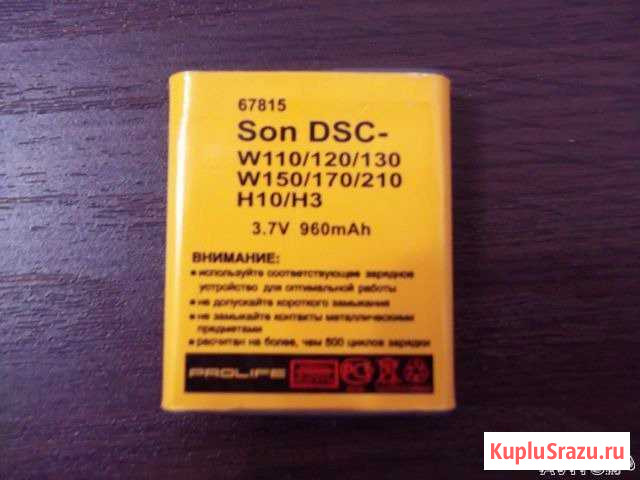 67815
Son DSC-
W110/120/130
W150/170/210
H10/H3
3.7V 960mAh
ВНИМАНИЕ:
• используйте соответствующее зарядное
устройство для оптимальной работы
• не допускайте короткого замыкания
• не замыкайте контакты металлическими
предметами
• расчитан на более, чем 500 циклов зарядки
PROLIFE
KupluSrazu.ru